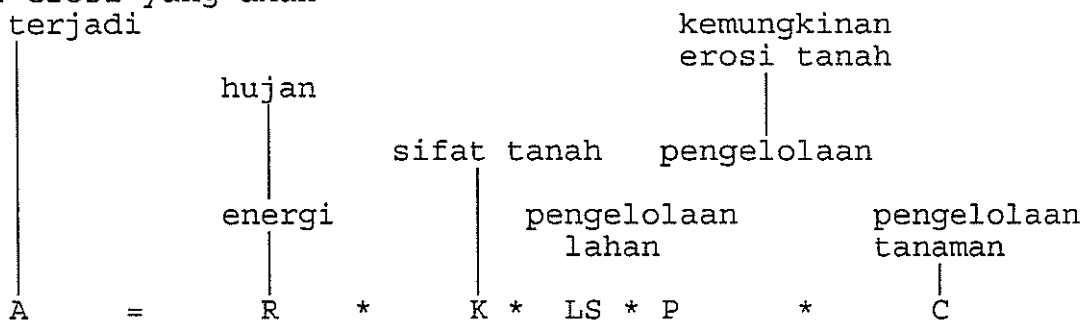 erosi yang akan
terjadi
kemungkinan
erosi tanah
hujan
sifat tanah pengelolaan
energi pengelolaan pengelolaan
lahan tanaman
A = R * K * LS * P * C